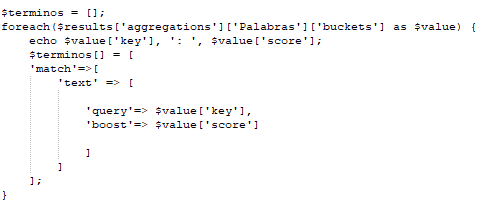 $terminos = [];
foreach($results['aggregations']['Palabras']['buckets'] as $value) {
    echo $value['key'], ': ', $value['score'];
    $terminos[] = [
    'match'=>[
        'text' => [
            'query'=> $value['key'],
            'boost'=> $value['score']
            ]
        ]
    ];
}